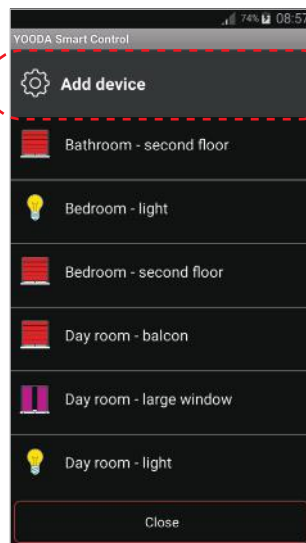 74% 08:57
YOODA Smart Control
Add device
Bathroom - second floor
Bedroom - light
Bedroom - second floor
Day room - balcon
Day room - large window
Day room - light
Close